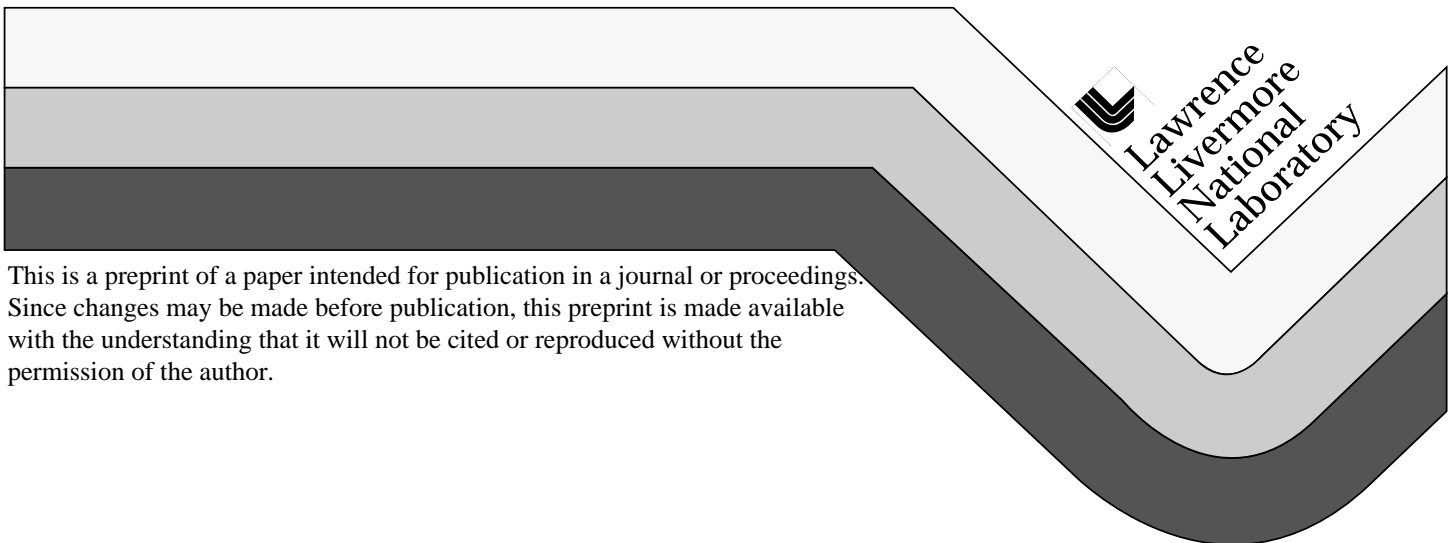 Lawrence
Livermore
National
Laboratory
This is a preprint of a paper intended for publication in a journal or proceedings.
Since changes may be made before publication, this preprint is made available
with the understanding that it will not be cited or reproduced without the
permission of the author.